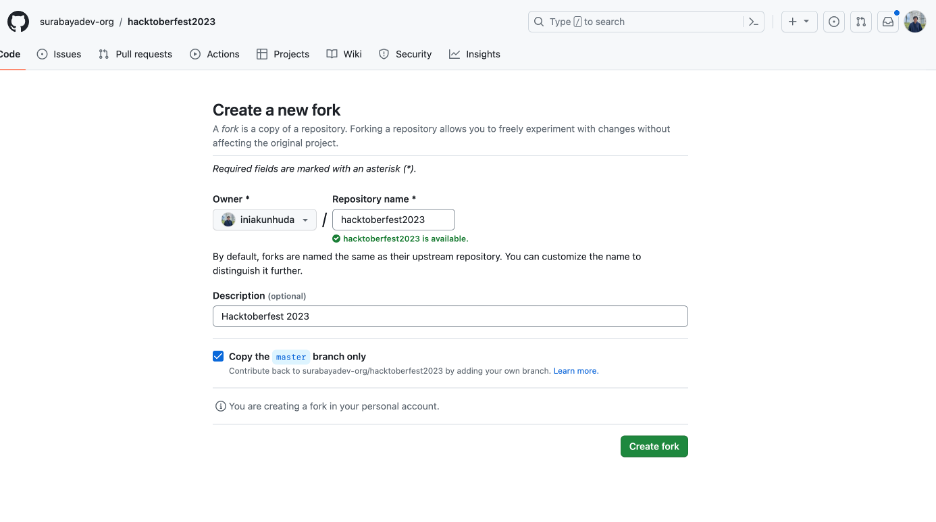 surabayadev-org / hacktoberfest2023
Type / to search
Code Issues Pull requests Actions Projects Wiki Security Insights
Create a new fork
A fork is a copy of a repository. Forking a repository allows you to freely experiment with changes without
affecting the original project.
Required fields are marked with an asterisk (*).
Owner * Repository name *
iniakunhuda / hacktoberfest2023
hacktoberfest2023 is available.
By default, forks are named the same as their upstream repository. You can customize the name to
distinguish it further.
Description (optional)
Hacktoberfest 2023
Copy the master branch only
Contribute back to surabayadev-org/hacktoberfest2023 by adding your own branch. Learn more.
You are creating a fork in your personal account.
Create fork